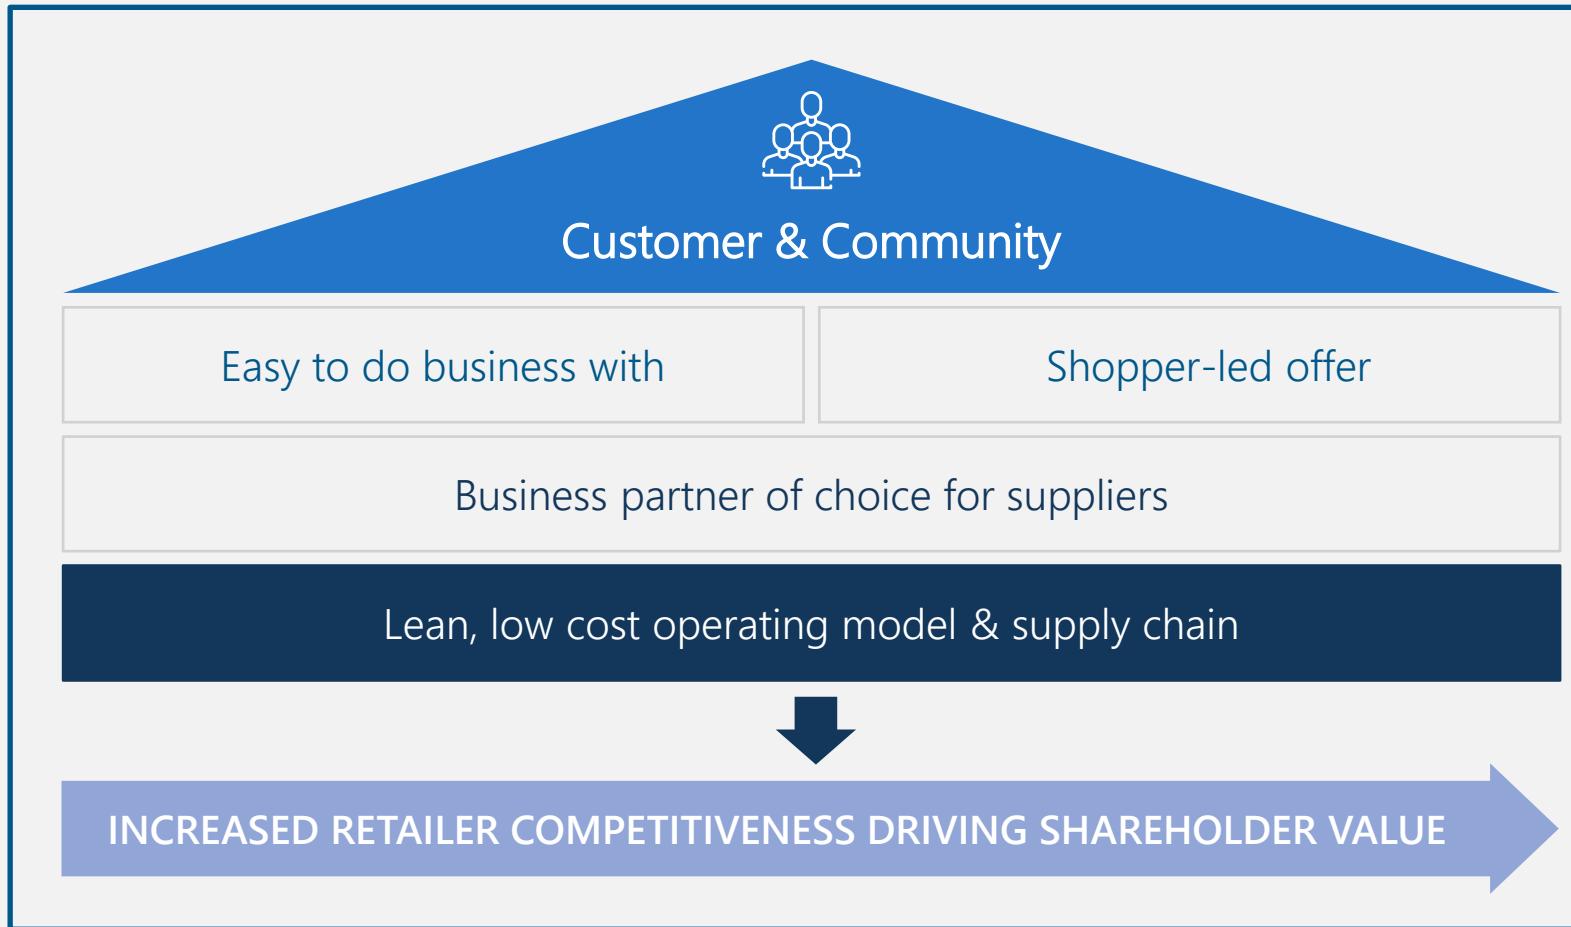 Customer & Community
Easy to do business with
Shopper-led offer
Business partner of choice for suppliers
Lean, low cost operating model & supply chain
INCREASED RETAILER COMPETITIVENESS DRIVING SHAREHOLDER VALUE